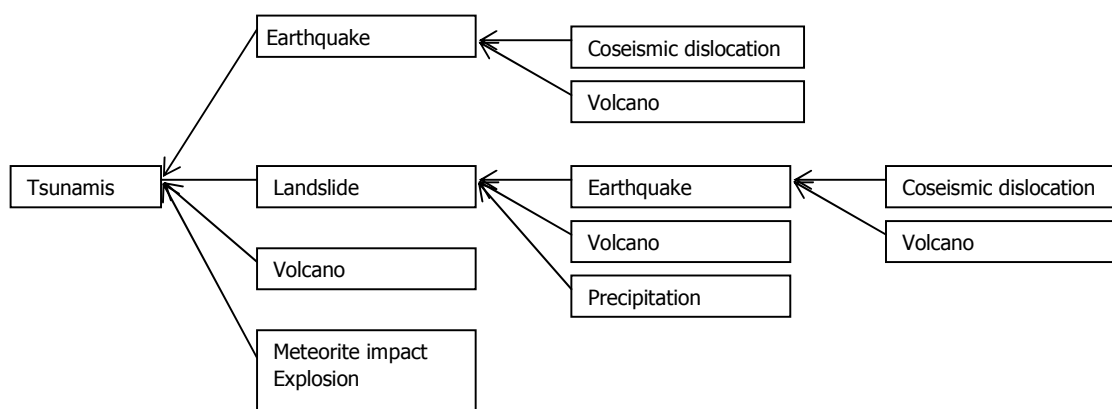 Earthquake
Coseismic dislocation
Volcano
Tsunamis
Landslide
Earthquake
Coseismic dislocation
Volcano
Volcano
Volcano
Precipitation
Meteorite impact
Explosion